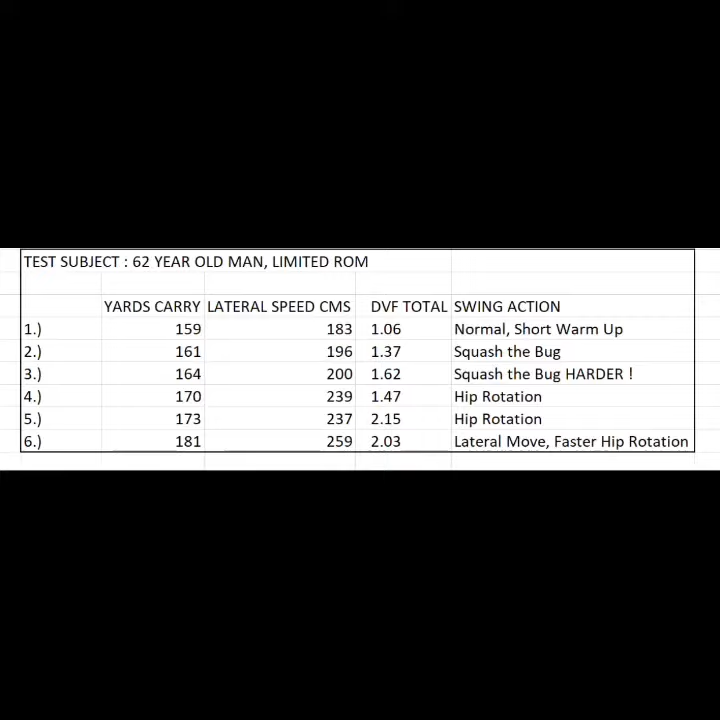 TEST SUBJECT : 62 YEAR OLD MAN, LIMITED ROM
YARDS CARRY LATERAL SPEED CMS DVF TOTAL SWING ACTION
1.) 159 183 1.06 Normal, Short Warm Up
2.) 161 196 1.37 Squash the Bug
3.) 164 200 1.62 Squash the Bug HARDER !
4.) 170 239 1.47 Hip Rotation
5.) 173 237 2.15 Hip Rotation
6.) 181 259 2.03 Lateral Move, Faster Hip Rotation